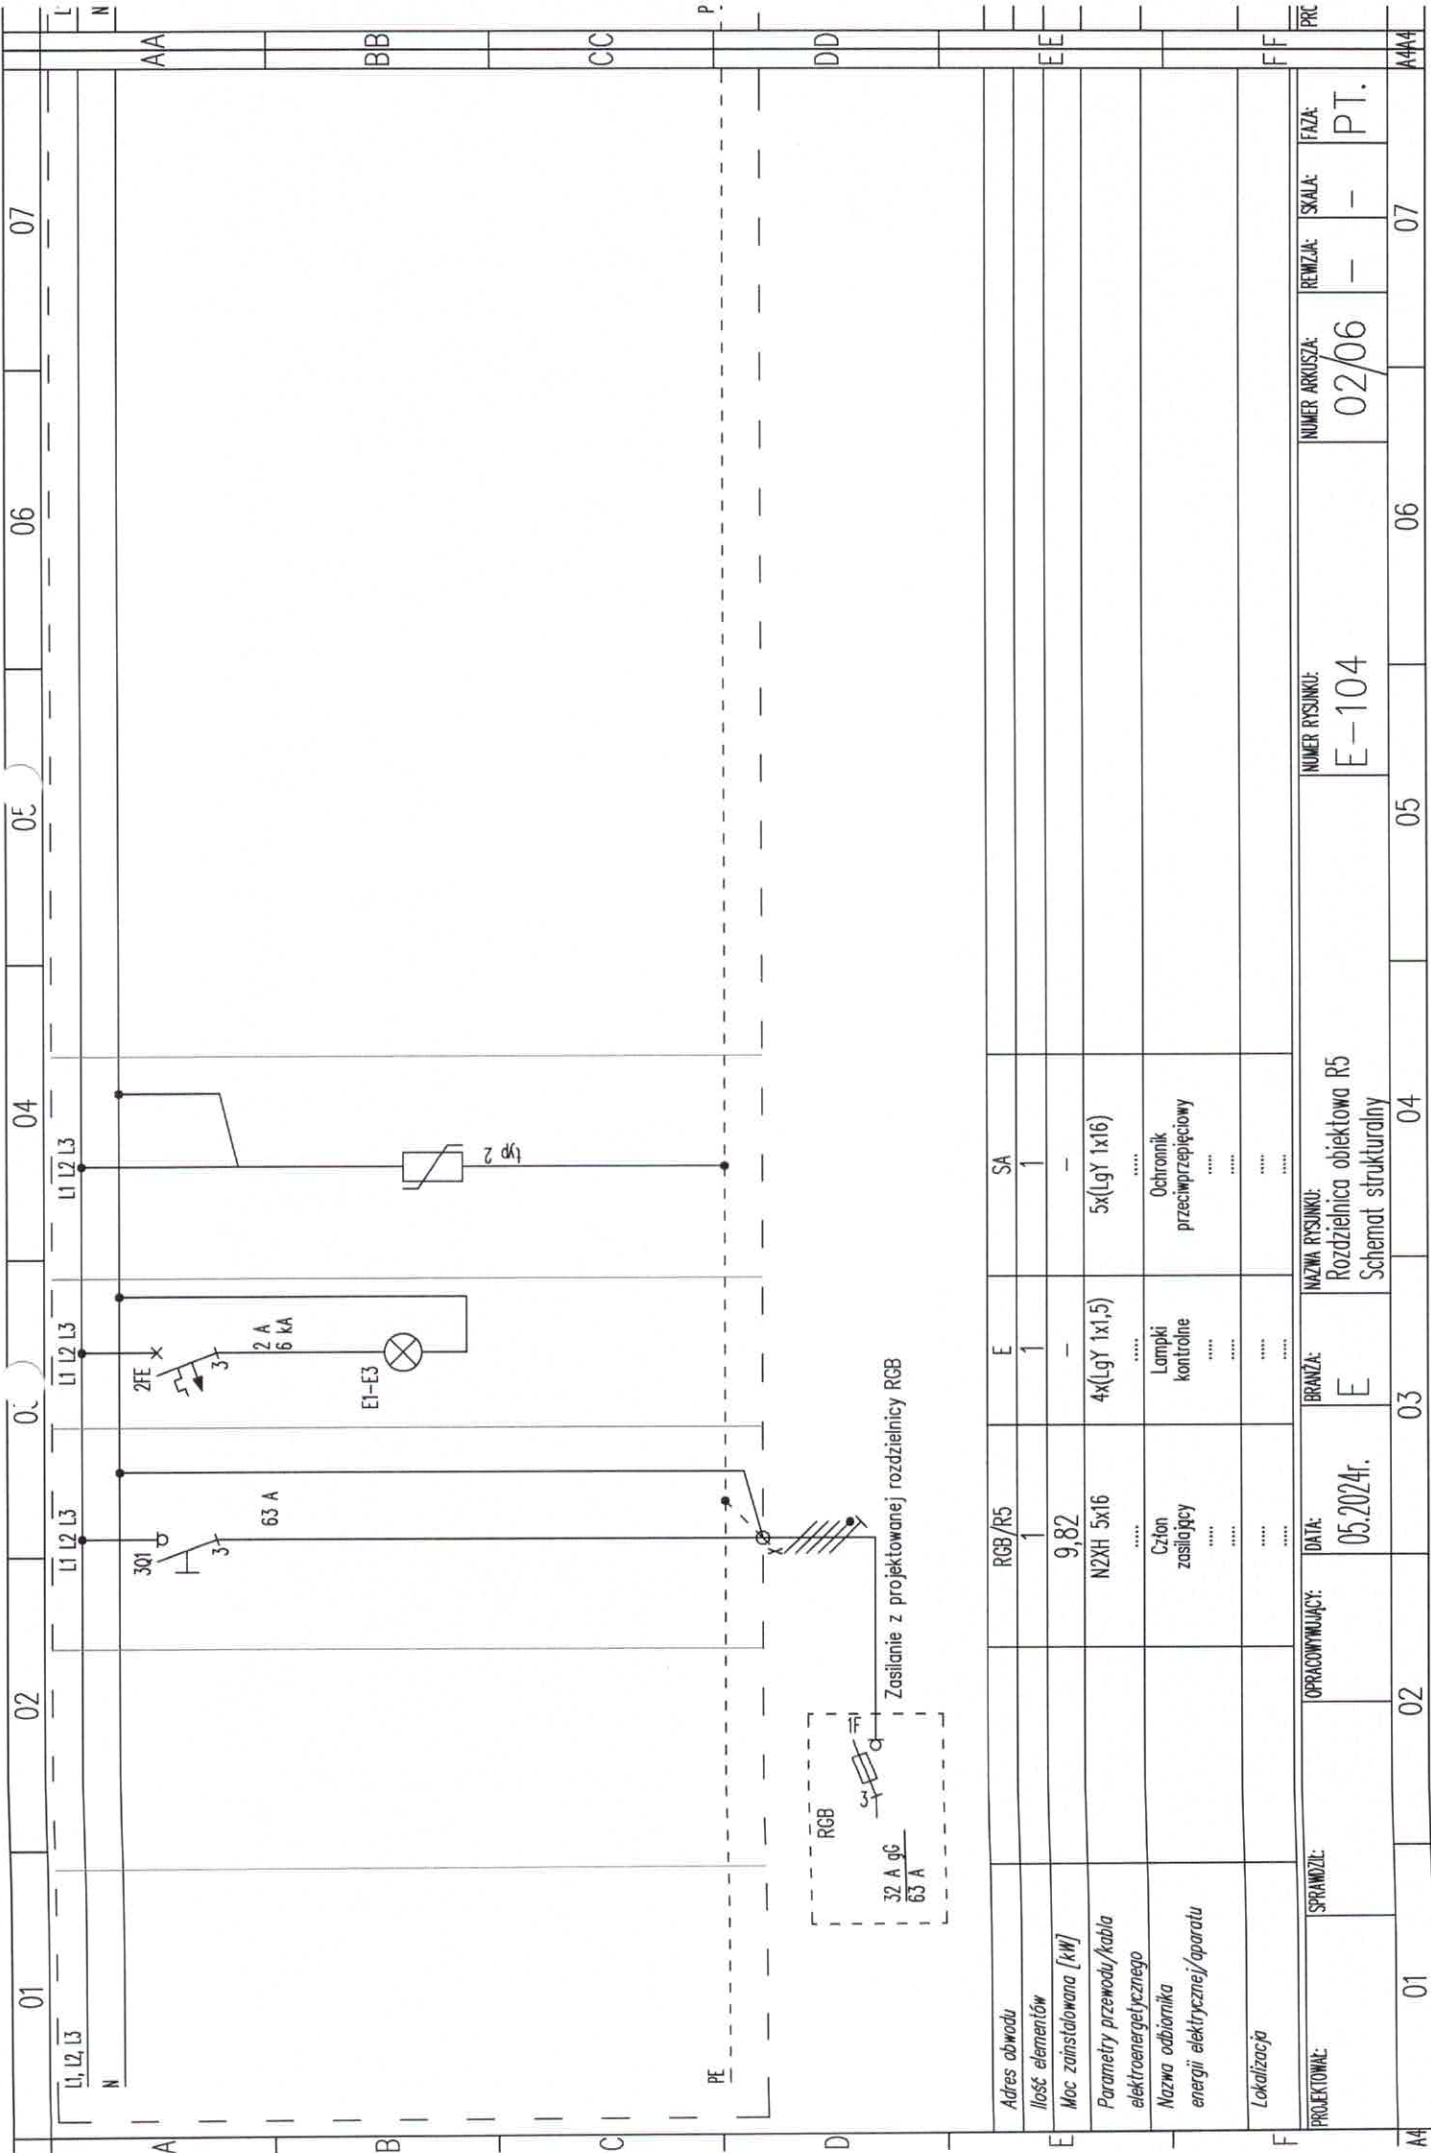 01 02 04 06 07
L1, L2, L3
N
L1 L2 L3
L1 L2 L3
L1 L2 L3
3Q1
3
63 A
2FE
3
2 A
6 kA
E1-E3
typ 2
PE
RGB
1F
3
32 A gG
63 A
Zasilanie z projektowanej rozdzielnicy RGB
A
B
C
D
E
F
AA
BB
CC
DD
EE
FF
Adres obwodu RGB/R5 E SA
Ilość elementów 1 1 1
Moc zainstalowana [kW] 9,82 – –
Parametry przewodu/kabla
elektroenergetycznego
N2XH 5x16 4x(LgY 1x1,5) 5x(LgY 1x16)
..... ..... .....
Nazwa odbiornika
energii elektrycznej/aparatu
Człon
zasilający
.....
.....
Lampki
kontrolne
.....
.....
Ochronnik
przeciwprzepięciowy
.....
.....
Lokalizacja
..... ..... .....
..... ..... .....
PROJEKTOWAŁ:
SPRAWDZIŁ:
OPRACOWYWUJĄCY:
DATA:
05.2024r.
BRANŻA:
E
NAZWA RYSUNKU:
Rozdzielnica obiektowa R5
Schemat strukturalny
NUMER RYSUNKU:
E–104
NUMER ARKUSZA:
02/06
REWIZJA:
–
SKALA:
–
FAZA:
PT.
A4 01 02 03 04 05 06 07 A4A4